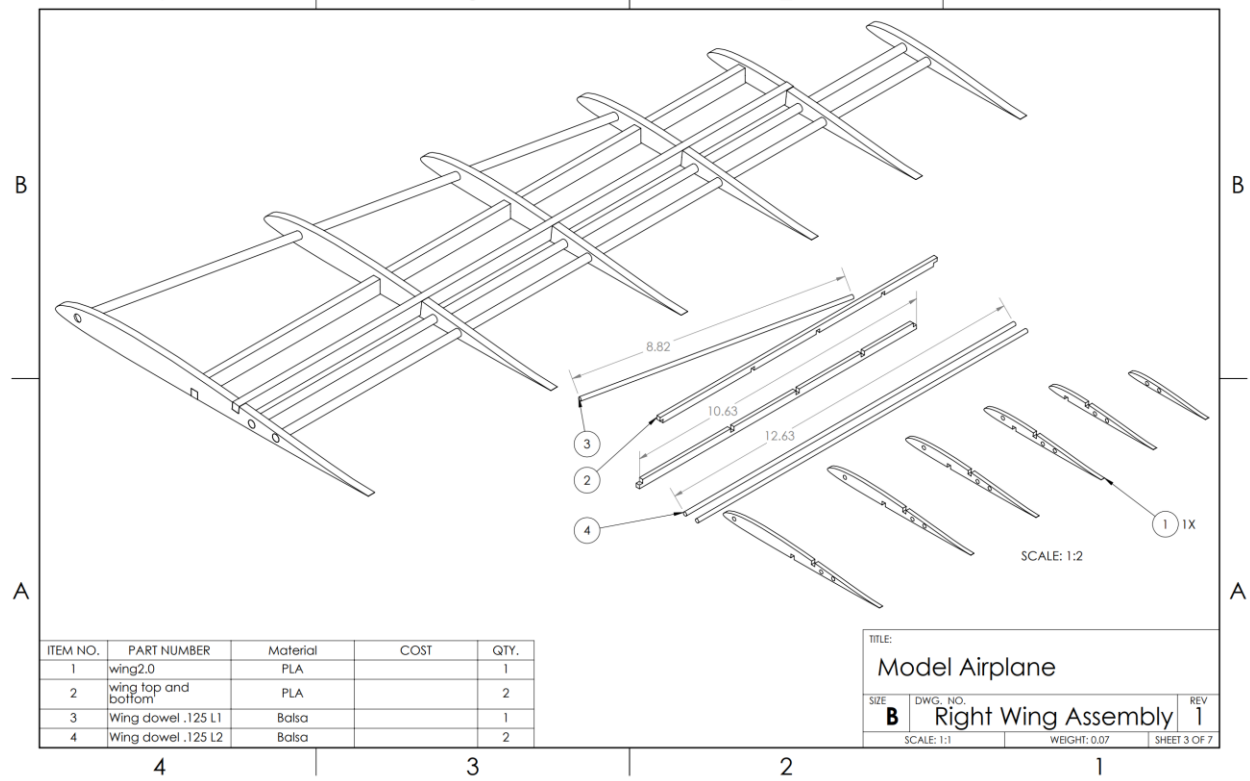 B
B
8.82
10.63
12.63
3
2
4
1 1X
SCALE: 1:2
A
A
ITEM NO. PART NUMBER Material COST QTY.
1 wing2.0 PLA 1
2 wing top and bottom PLA 2
3 Wing dowel .125 L1 Balsa 1
4 Wing dowel .125 L2 Balsa 2
TITLE:
Model Airplane
SIZE DWG. NO. REV
B Right Wing Assembly 1
SCALE: 1:1 WEIGHT: 0.07 SHEET 3 OF 7
4 3 2 1